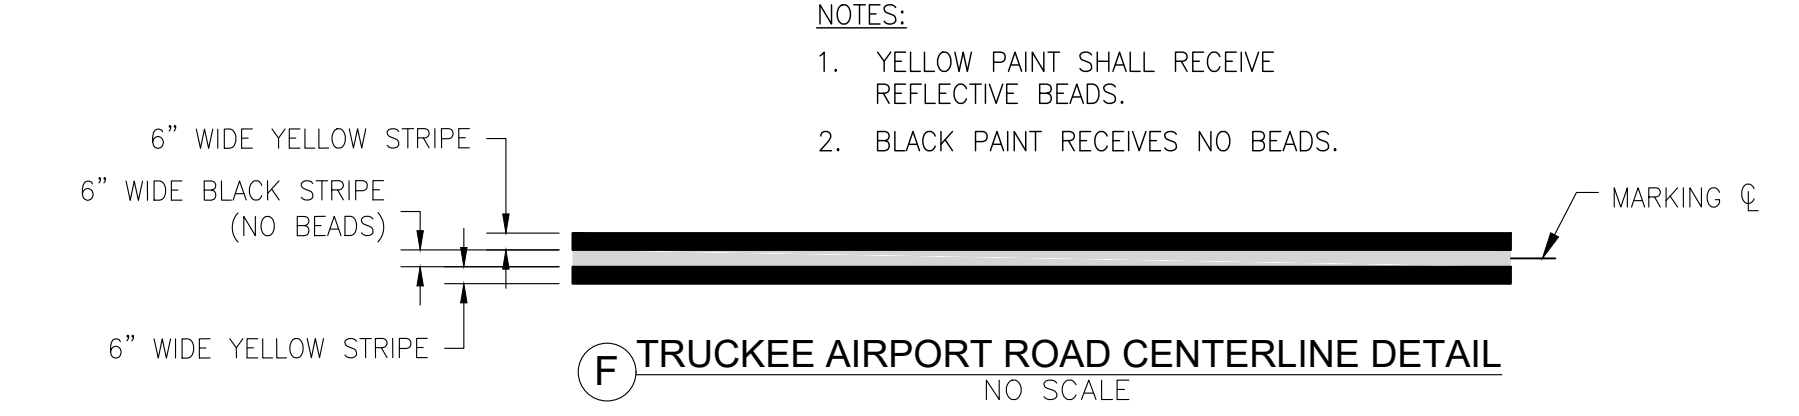 NOTES:
1. YELLOW PAINT SHALL RECEIVE
REFLECTIVE BEADS.
2. BLACK PAINT RECEIVES NO BEADS.
6" WIDE YELLOW STRIPE
6" WIDE BLACK STRIPE
(NO BEADS)
MARKING ℄
6" WIDE YELLOW STRIPE
F TRUCKEE AIRPORT ROAD CENTERLINE DETAIL
NO SCALE